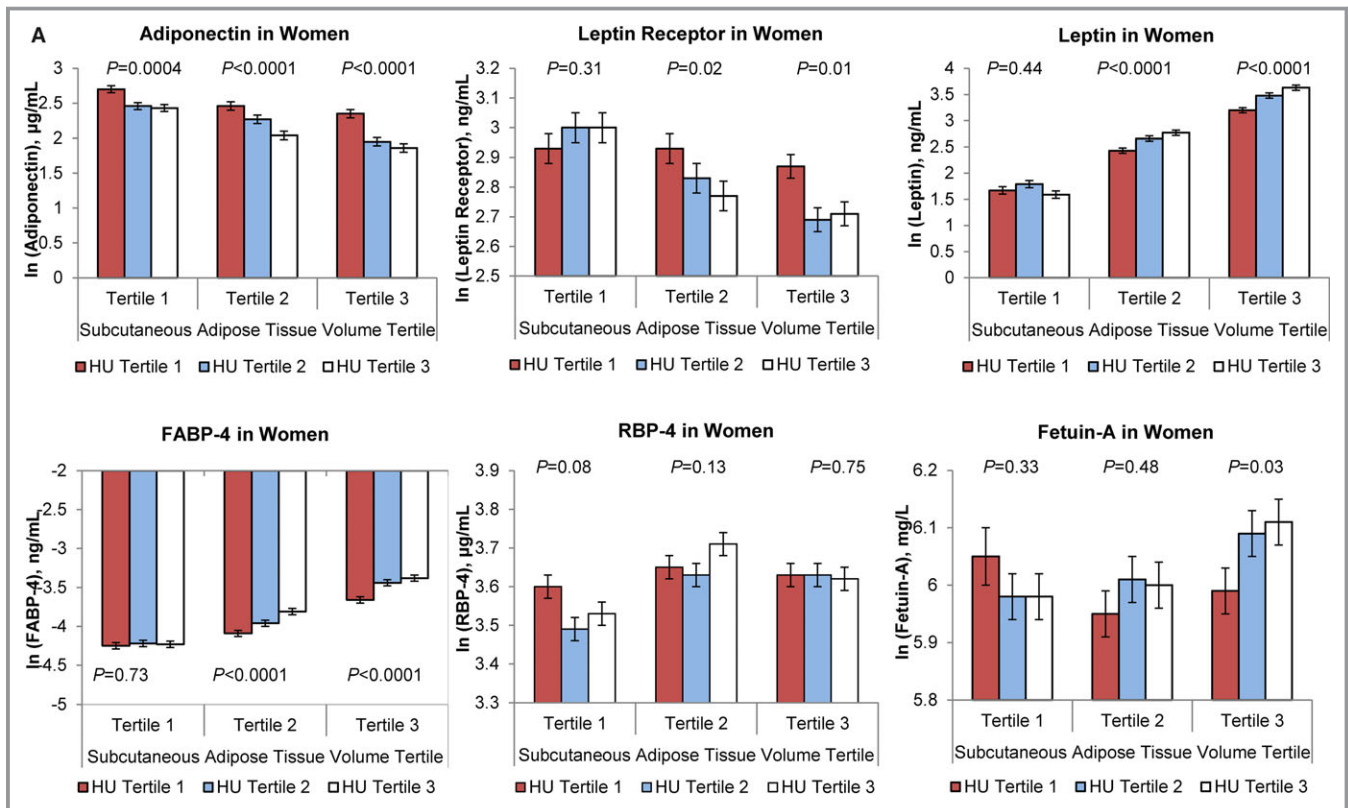 A
Adiponectin in Women
P=0.0004 P<0.0001 P<0.0001
ln (Adiponectin), µg/mL
3
2.5
2
1.5
1
0.5
0
Tertile 1 Tertile 2 Tertile 3
Subcutaneous Adipose Tissue Volume Tertile
HU Tertile 1 HU Tertile 2 HU Tertile 3
Leptin Receptor in Women
P=0.31 P=0.02 P=0.01
ln (Leptin Receptor), ng/mL
3.2
3.1
3
2.9
2.8
2.7
2.6
2.5
Tertile 1 Tertile 2 Tertile 3
Subcutaneous Adipose Tissue Volume Tertile
HU Tertile 1 HU Tertile 2 HU Tertile 3
Leptin in Women
P=0.44 P<0.0001 P<0.0001
ln (Leptin), ng/mL
4
3.5
3
2.5
2
1.5
1
0.5
0
Tertile 1 Tertile 2 Tertile 3
Subcutaneous Adipose Tissue Volume Tertile
HU Tertile 1 HU Tertile 2 HU Tertile 3
FABP-4 in Women
ln (FABP-4), ng/mL
-2
-2.5
-3
-3.5
-4
-4.5
-5
P=0.73 P<0.0001 P<0.0001
Tertile 1 Tertile 2 Tertile 3
Subcutaneous Adipose Tissue Volume Tertile
HU Tertile 1 HU Tertile 2 HU Tertile 3
RBP-4 in Women
P=0.08 P=0.13 P=0.75
ln (RBP-4), µg/mL
3.9
3.8
3.7
3.6
3.5
3.4
3.3
Tertile 1 Tertile 2 Tertile 3
Subcutaneous Adipose Tissue Volume Tertile
HU Tertile 1 HU Tertile 2 HU Tertile 3
Fetuin-A in Women
P=0.33 P=0.48 P=0.03
ln (Fetuin-A), mg/L
6.2
6.1
6
5.9
5.8
Tertile 1 Tertile 2 Tertile 3
Subcutaneous Adipose Tissue Volume Tertile
HU Tertile 1 HU Tertile 2 HU Tertile 3